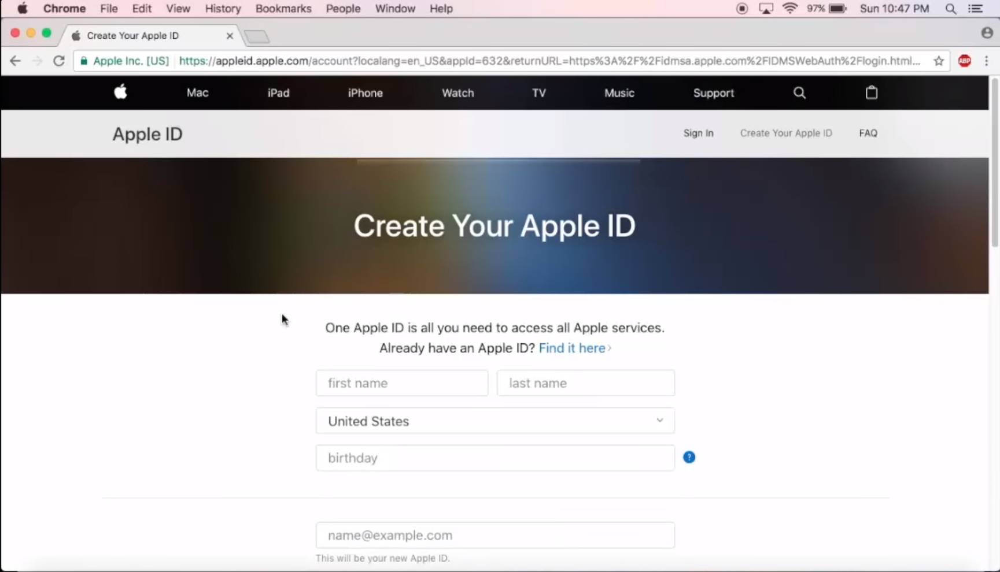 Chrome File Edit View History Bookmarks People Window Help 97% Sun 10:47 PM
Create Your Apple ID
Apple Inc. [US] https://appleid.apple.com/account?localang=en_US&appId=632&returnURL=https%3A%2F%2Fidmsa.apple.com%2FIDMSWebAuth%2Flogin.html... ABP
Mac iPad iPhone Watch TV Music Support
Apple ID Sign In Create Your Apple ID FAQ
Create Your Apple ID
One Apple ID is all you need to access all Apple services.
Already have an Apple ID? Find it here›
first name last name
United States
birthday ?
name@example.com
This will be your new Apple ID.